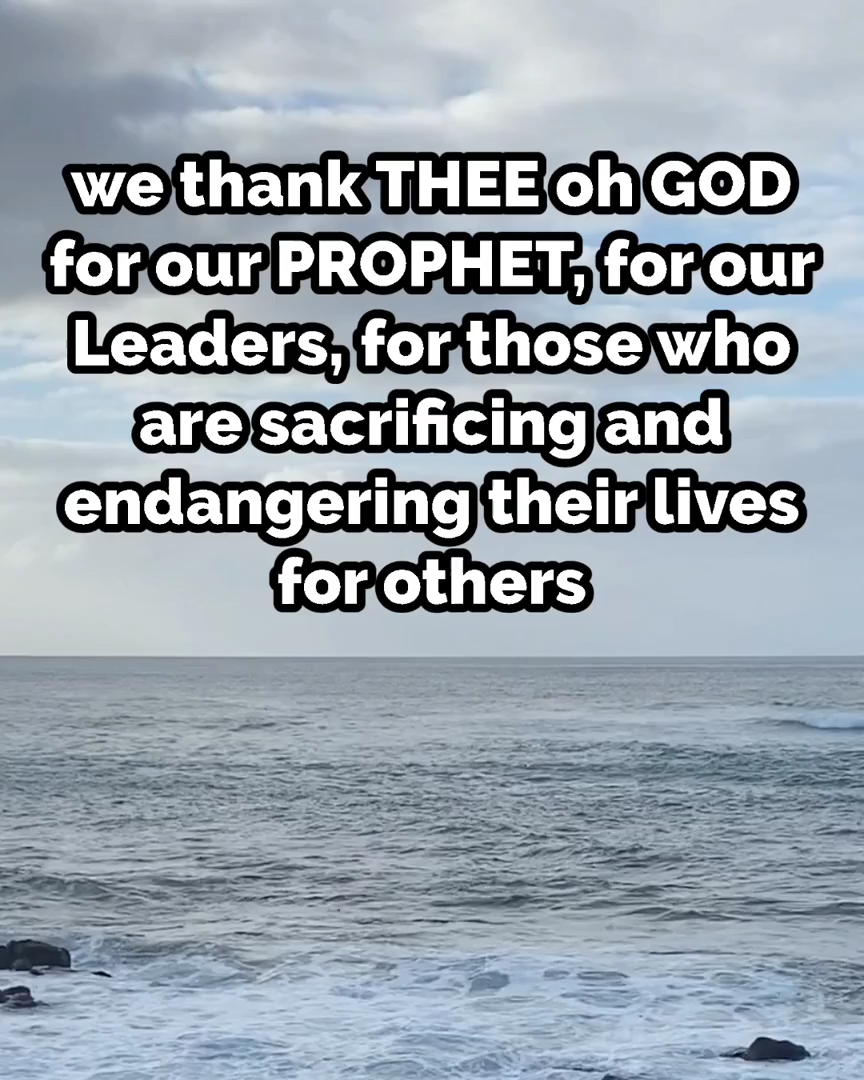 we thank THEE oh GOD
for our PROPHET, for our
Leaders, for those who
are sacrificing and
endangering their lives
for others